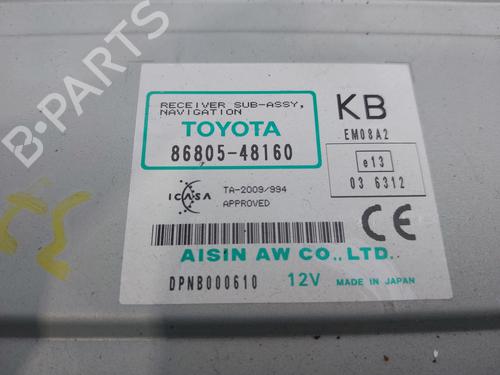 RECEIVER SUB-ASSY,
NAVIGATION
TOYOTA
86805-48160
KB
EM08A2
e13
03 6312
ICASA
TA-2009/994
APPROVED
CE
AISIN AW CO., LTD.
DPNB000610
12V
MADE IN JAPAN
B